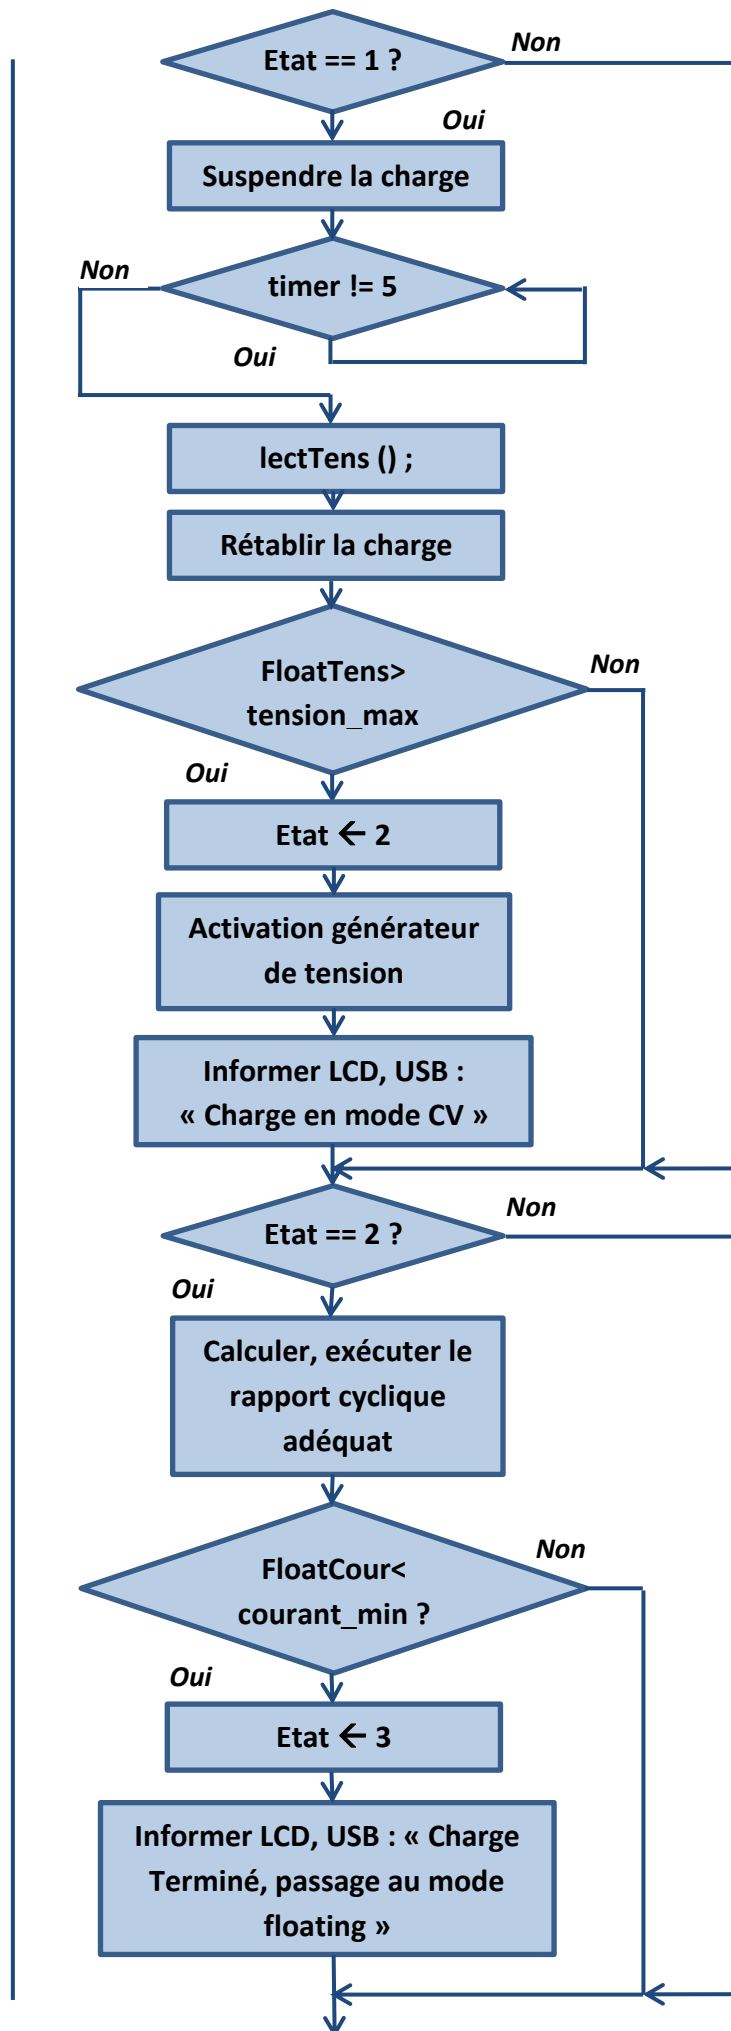 Etat == 1 ?
Non
Oui
Suspendre la charge
Non
timer != 5
Oui
lectTens () ;
Rétablir la charge
FloatTens>
tension_max
Non
Oui
Etat ← 2
Activation générateur
de tension
Informer LCD, USB :
« Charge en mode CV »
Etat == 2 ?
Non
Oui
Calculer, exécuter le
rapport cyclique
adéquat
FloatCour<
courant_min ?
Non
Oui
Etat ← 3
Informer LCD, USB : « Charge
Terminé, passage au mode
floating »